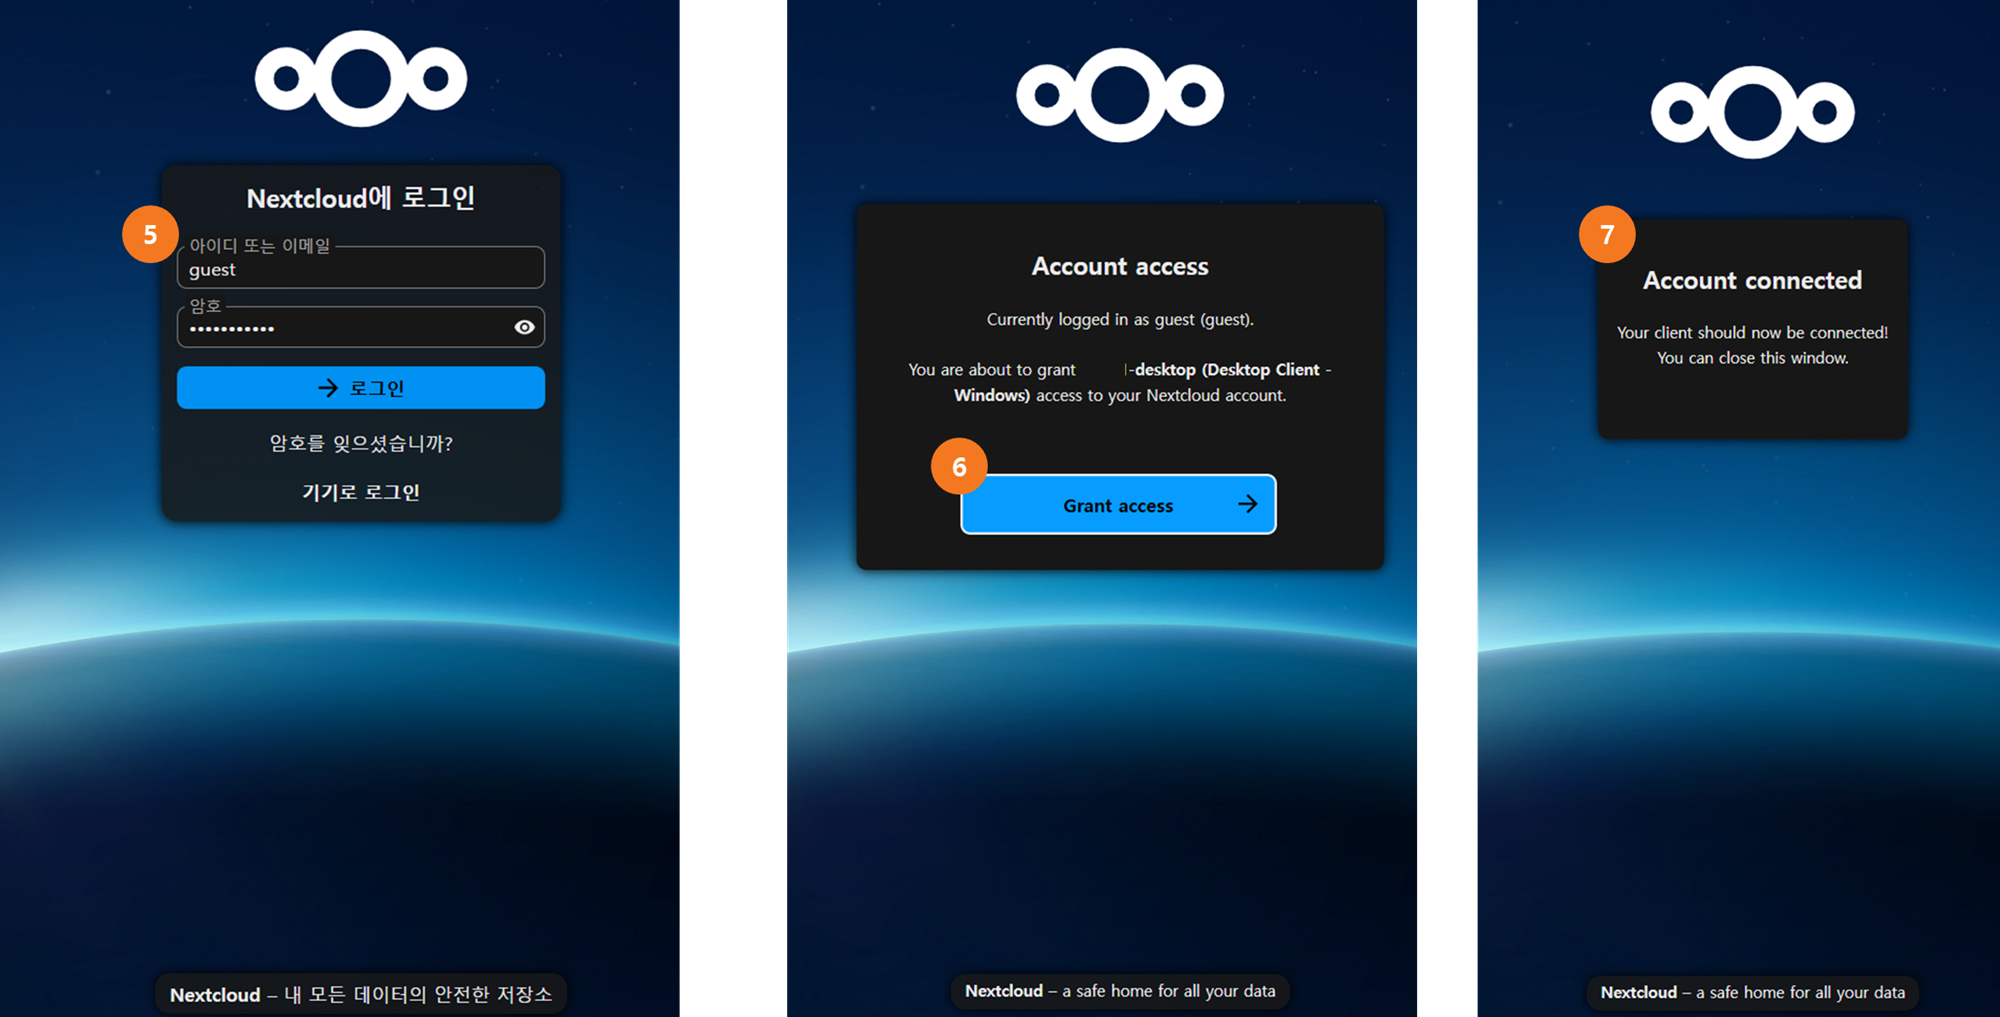 5
Nextcloud에 로그인
아이디 또는 이메일
guest
암호
•••••••••••
로그인
암호를 잊으셨습니까?
기기로 로그인
Nextcloud – 내 모든 데이터의 안전한 저장소
Account access
Currently logged in as guest (guest).
You are about to grant -desktop (Desktop Client -
Windows) access to your Nextcloud account.
6
Grant access
Nextcloud – a safe home for all your data
7
Account connected
Your client should now be connected!
You can close this window.
Nextcloud – a safe home for all your data